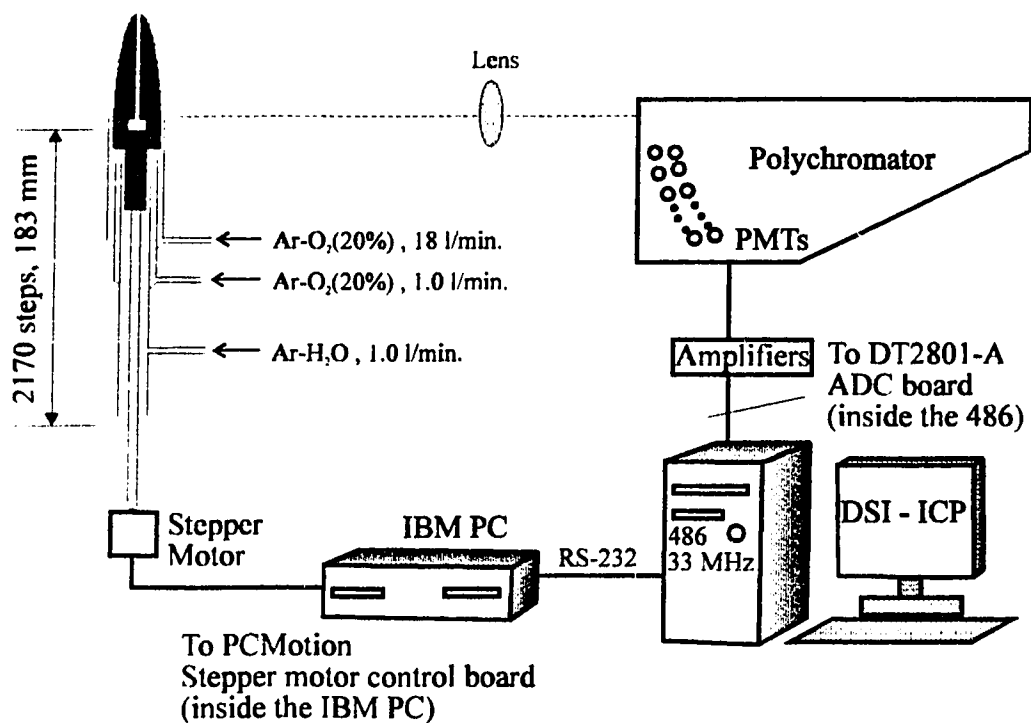 Lens
Polychromator
PMTs
2170 steps, 183 mm
Ar-O₂(20%) , 18 l/min.
Ar-O₂(20%) , 1.0 l/min.
Ar-H₂O , 1.0 l/min.
Amplifiers
To DT2801-A
ADC board
(inside the 486)
Stepper
Motor
IBM PC
RS-232
486
33 MHz
DSI - ICP
To PCMotion
Stepper motor control board
(inside the IBM PC)